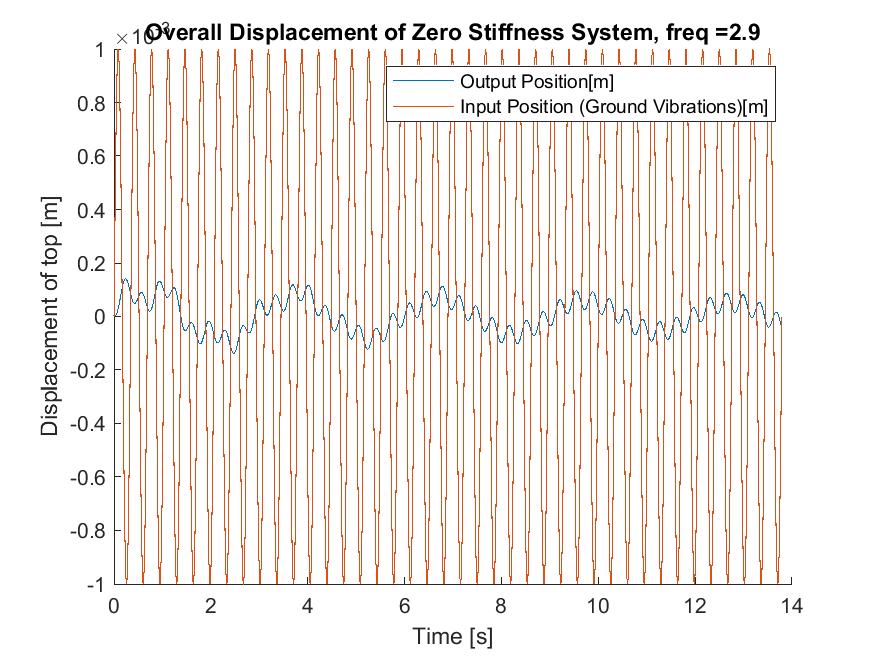 ×10-3
Overall Displacement of Zero Stiffness System, freq =2.9
1
0.8
0.6
0.4
0.2
0
-0.2
-0.4
-0.6
-0.8
-1
Displacement of top [m]
Output Position[m]
Input Position (Ground Vibrations)[m]
0 2 4 6 8 10 12 14
Time [s]